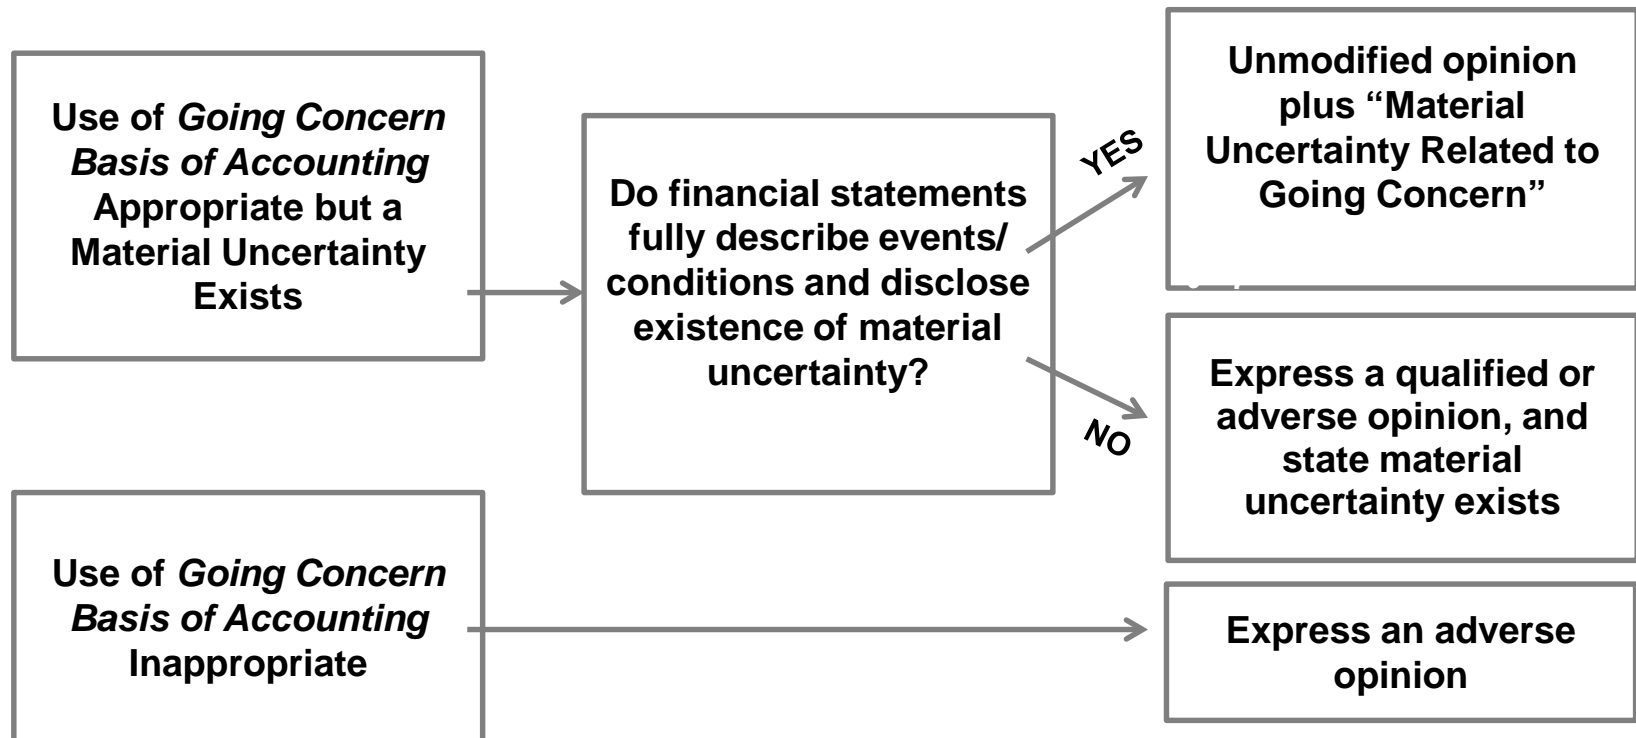 Use of Going Concern
Basis of Accounting
Appropriate but a
Material Uncertainty
Exists
Do financial statements
fully describe events/
conditions and disclose
existence of material
uncertainty?
YES
Unmodified opinion
plus “Material
Uncertainty Related to
Going Concern”
NO
Express a qualified or
adverse opinion, and
state material
uncertainty exists
Use of Going Concern
Basis of Accounting
Inappropriate
Express an adverse
opinion